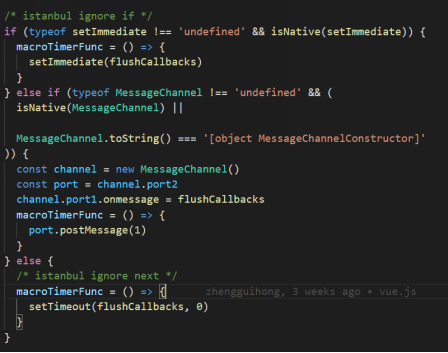 /* istanbul ignore if */
if (typeof setImmediate !== 'undefined' && isNative(setImmediate)) {
  macroTimerFunc = () => {
    setImmediate(flushCallbacks)
  }
} else if (typeof MessageChannel !== 'undefined' && (
  isNative(MessageChannel) ||
  MessageChannel.toString() === '[object MessageChannelConstructor]'
)) {
  const channel = new MessageChannel()
  const port = channel.port2
  channel.port1.onmessage = flushCallbacks
  macroTimerFunc = () => {
    port.postMessage(1)
  }
} else {
  /* istanbul ignore next */
  macroTimerFunc = () => { zhengguihong, 3 weeks ago • vue.js
    setTimeout(flushCallbacks, 0)
  }
}